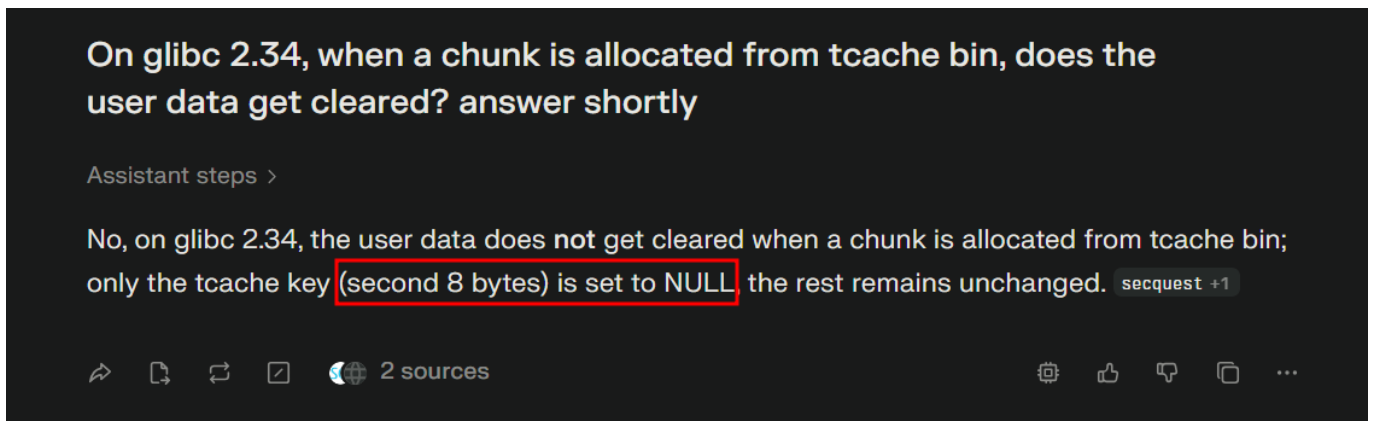 On glibc 2.34, when a chunk is allocated from tcache bin, does the
user data get cleared? answer shortly
Assistant steps >
No, on glibc 2.34, the user data does not get cleared when a chunk is allocated from tcache bin;
only the tcache key (second 8 bytes) is set to NULL, the rest remains unchanged. secquest +1
2 sources